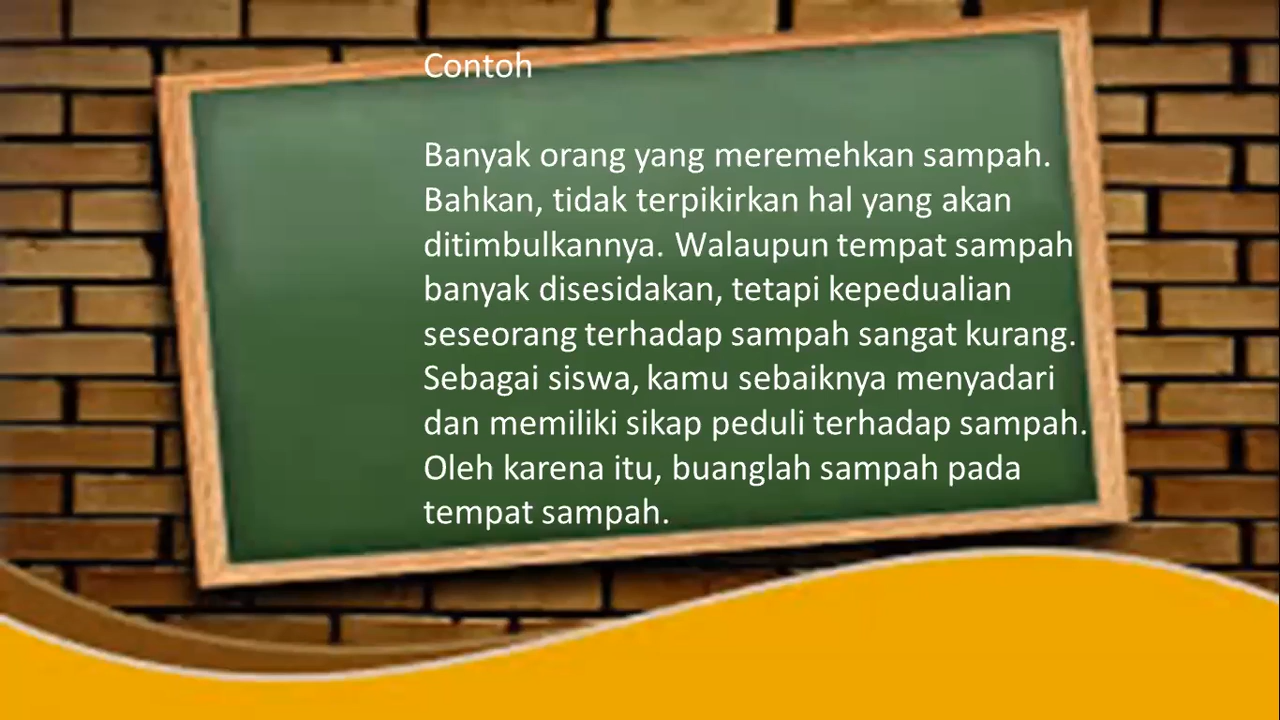 Contoh
Banyak orang yang meremehkan sampah.
Bahkan, tidak terpikirkan hal yang akan
ditimbulkannya. Walaupun tempat sampah
banyak disesidakan, tetapi kepedualian
seseorang terhadap sampah sangat kurang.
Sebagai siswa, kamu sebaiknya menyadari
dan memiliki sikap peduli terhadap sampah.
Oleh karena itu, buanglah sampah pada
tempat sampah.